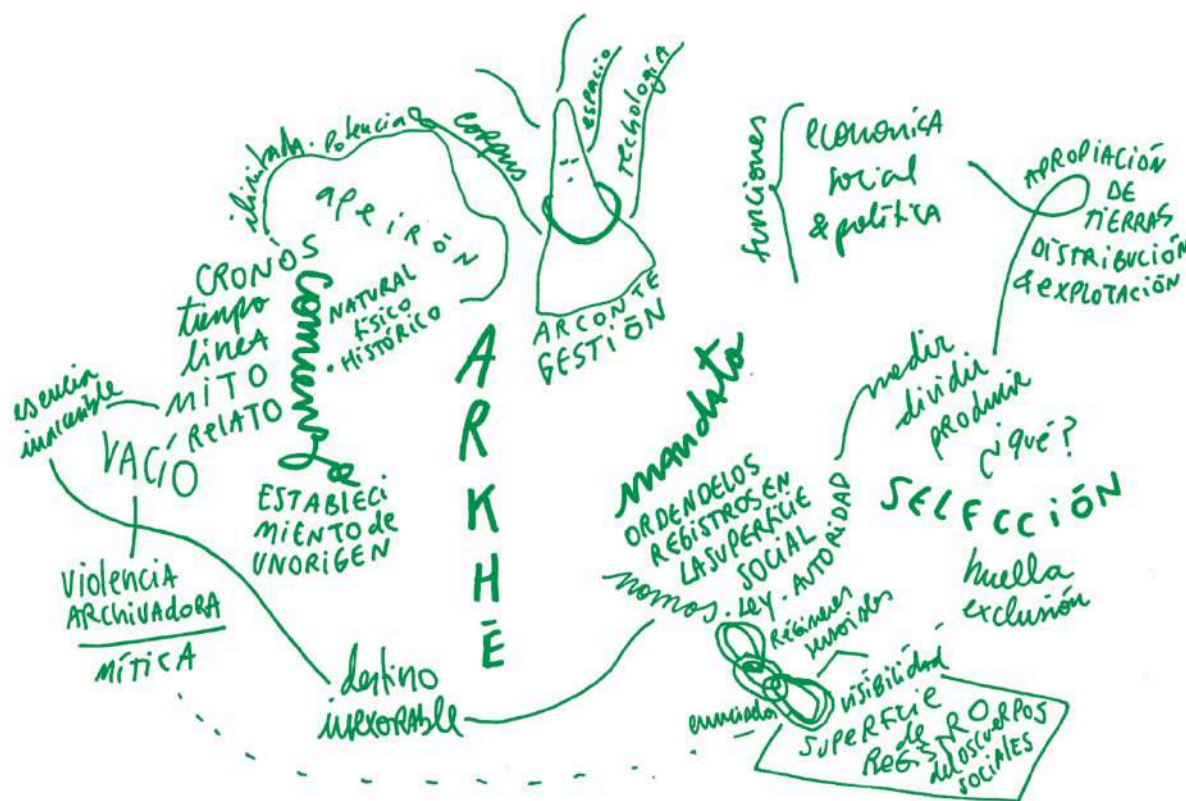 ilimitada · potencia
corpus
espacio
tecnología
apeirón
CRONÓS
tiempo
línea
MITO
RELATO
Comienzo
· NATURAL
FÍSICO
· HISTÓRICO
ESTABLECI
MIENTO de
UN ORIGEN
esencia
VACÍO
violencia
ARCHIVADORA
MÍTICA
destino
INEXORABLE
ARKHĒ
ARCONTE
GESTIÓN
mandato
ORDEN DE LOS
REGISTROS EN
LA SUPERFICIE
SOCIAL
nomos · LEY · AUTORIDAD
REGÍMENES
sensibles
enunciados
visibilidad
SUPERFICIE
de
REGISTRO
de los CUERPOS
SOCIALES
funciones
economica
social
& política
APROPIACIÓN
DE
TIERRAS
DISTRIBUCIÓN
& EXPLOTACIÓN
medir
dividir
producir
¿qué?
SELECCIÓN
huella
exclusión